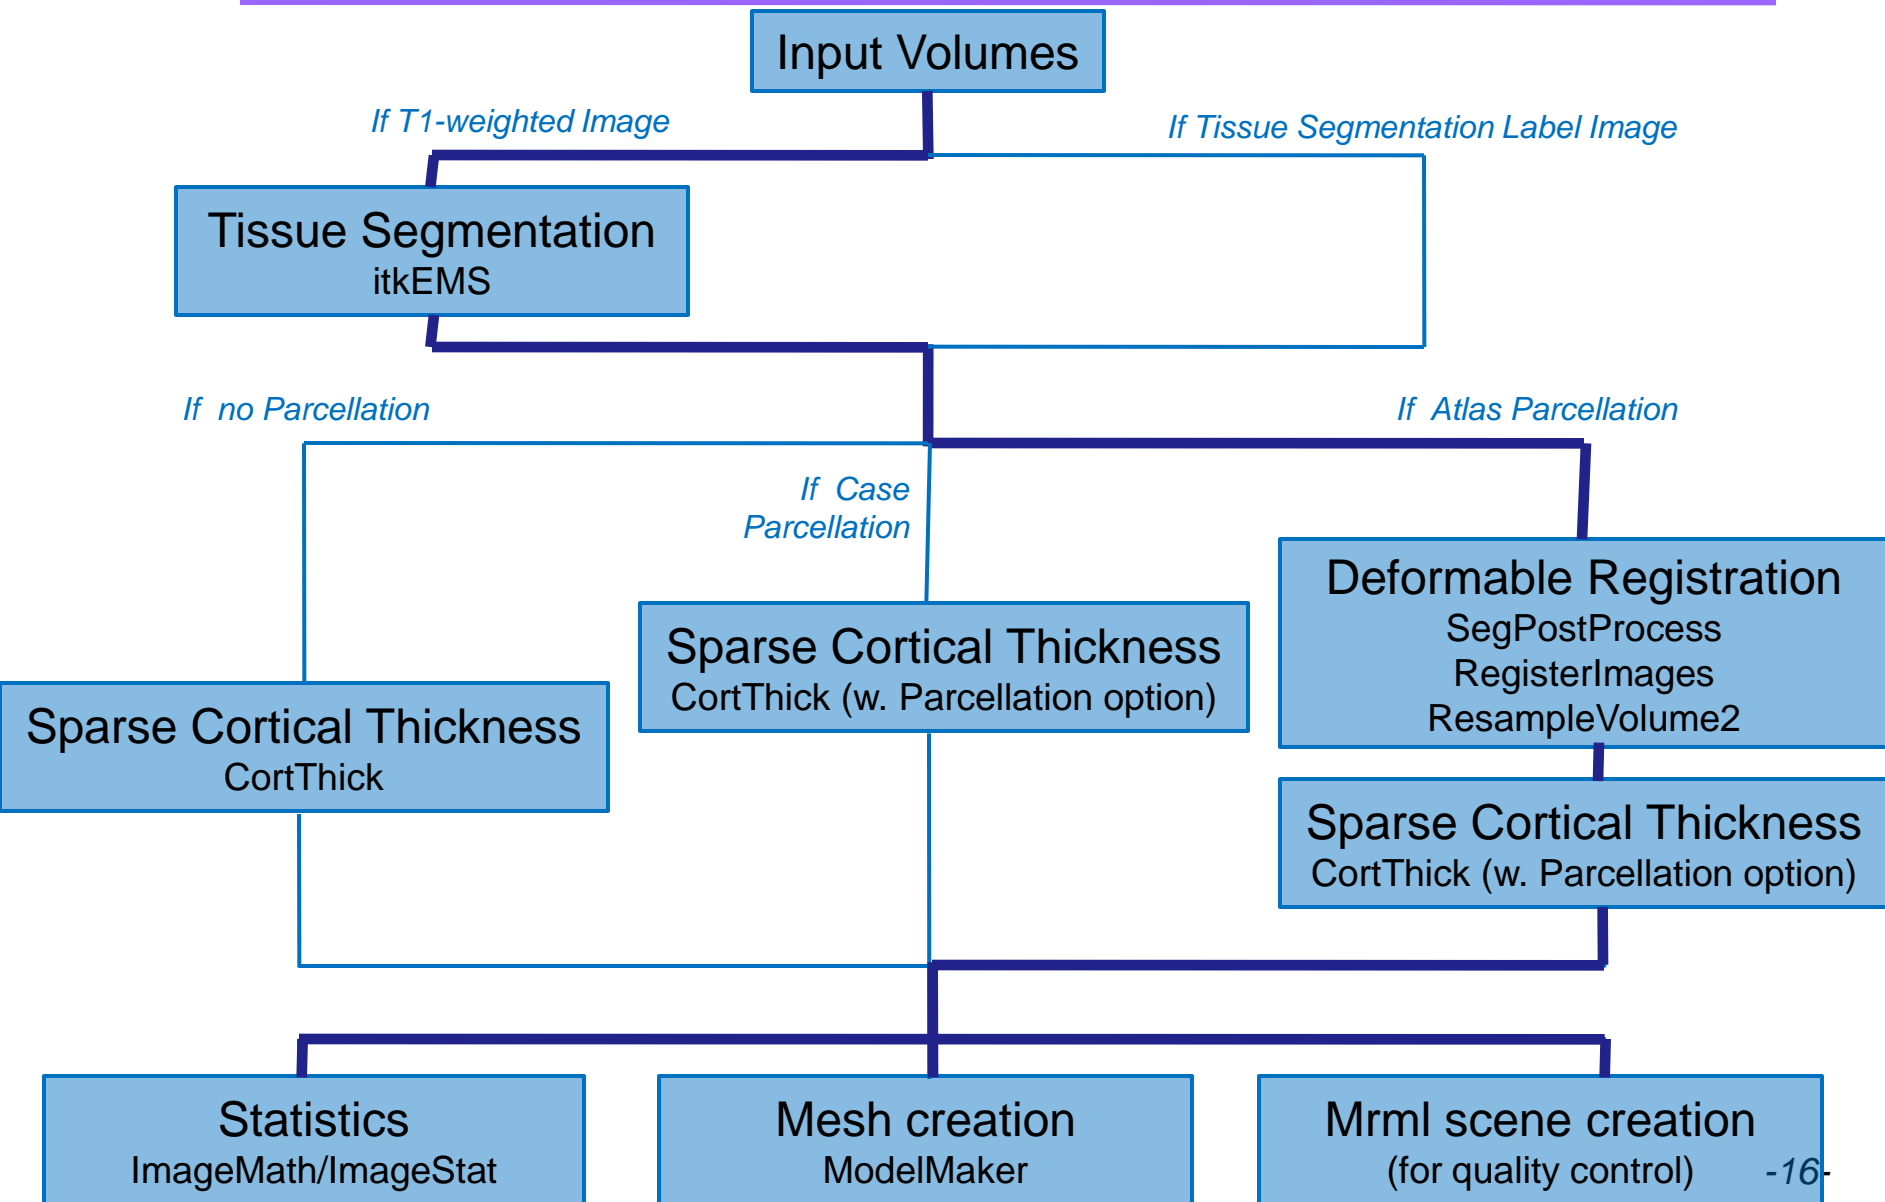 Input Volumes
If T1-weighted Image
If Tissue Segmentation Label Image
Tissue Segmentation
itkEMS
If no Parcellation
If Atlas Parcellation
If Case
Parcellation
Deformable Registration
SegPostProcess
RegisterImages
ResampleVolume2
Sparse Cortical Thickness
CortThick (w. Parcellation option)
Sparse Cortical Thickness
CortThick
Sparse Cortical Thickness
CortThick (w. Parcellation option)
Statistics
ImageMath/ImageStat
Mesh creation
ModelMaker
Mrml scene creation
(for quality control)
-16-